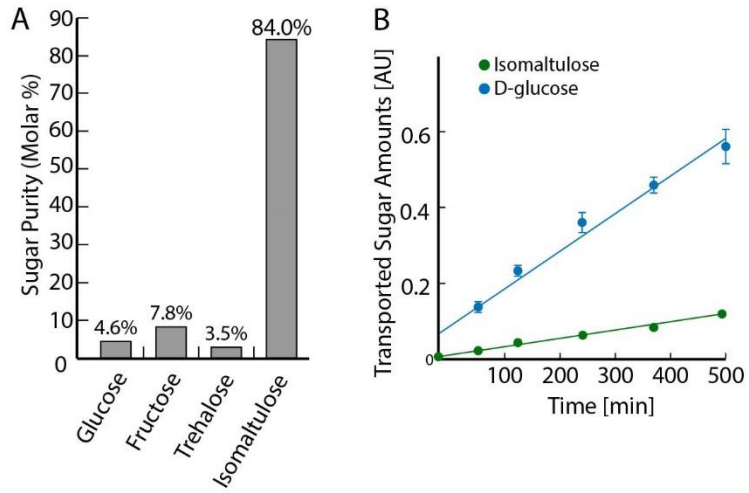 A
Sugar Purity (Molar %)
90
80
70
60
50
40
30
20
10
0
4.6%
7.8%
3.5%
84.0%
Glucose
Fructose
Trehalose
Isomaltulose
B
Transported Sugar Amounts [AU]
Isomaltulose
D-glucose
0.6
0.4
0.2
0
100
200
300
400
500
Time [min]